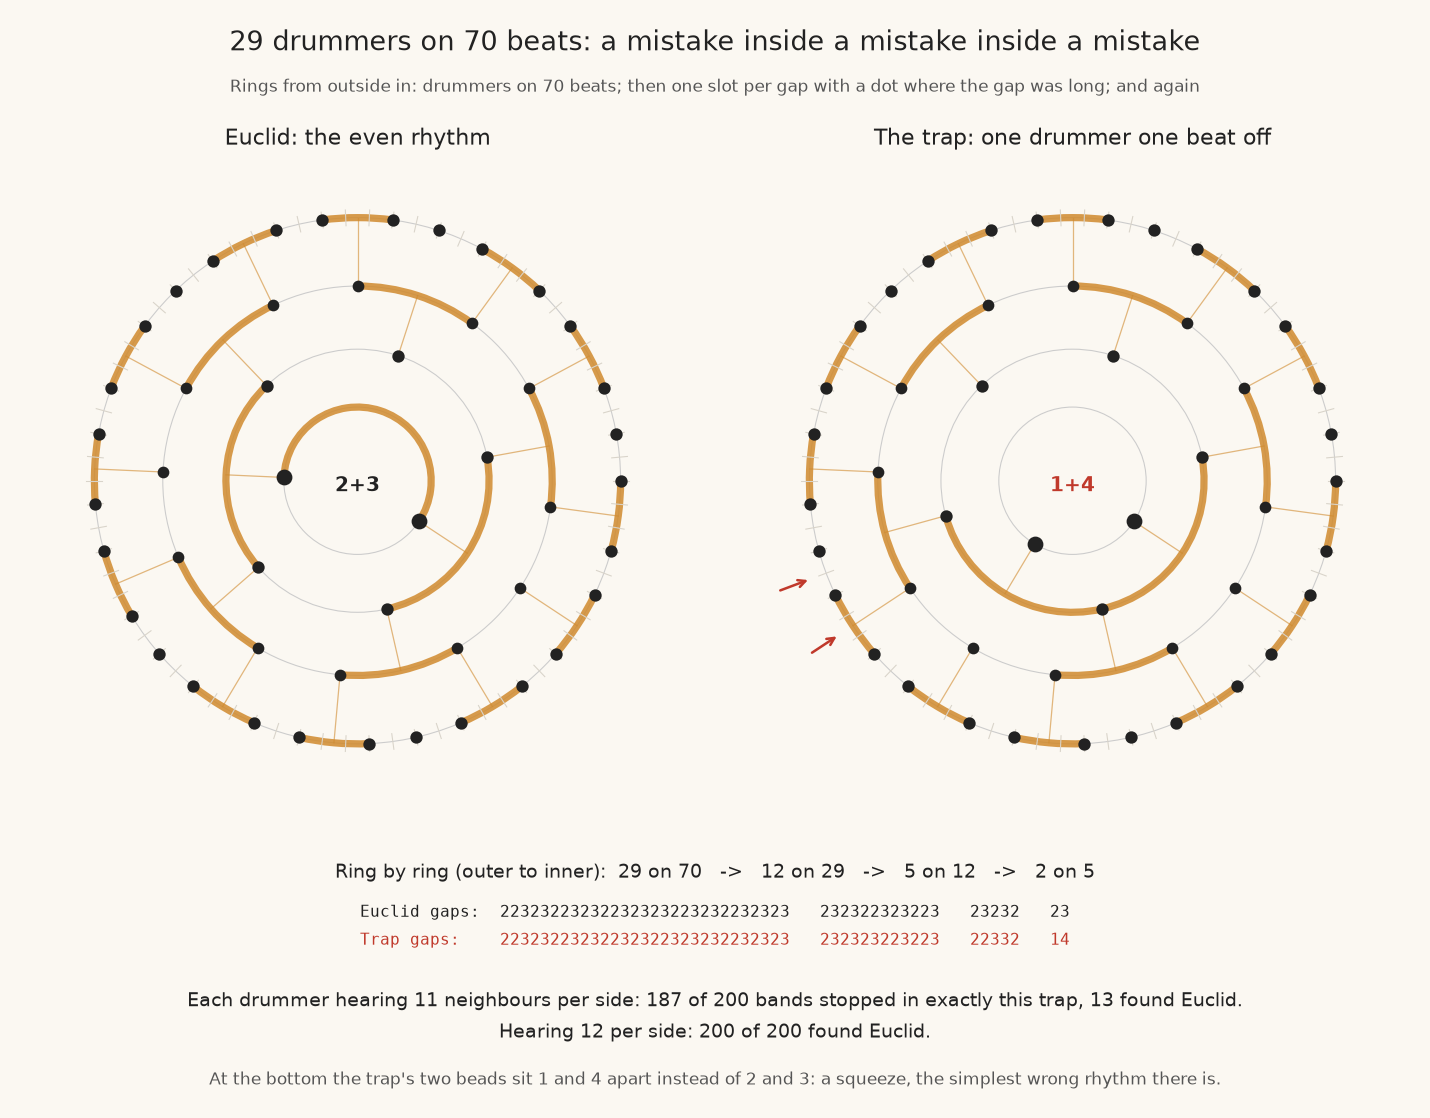 29 drummers on 70 beats: a mistake inside a mistake inside a mistake
Rings from outside in: drummers on 70 beats; then one slot per gap with a dot where the gap was long; and again
Euclid: the even rhythm
The trap: one drummer one beat off
2+3
1+4
Ring by ring (outer to inner):  29 on 70   ->   12 on 29   ->   5 on 12   ->   2 on 5
Euclid gaps:  22323223232232323223232232323   232322323223   23232   23
Trap gaps:    22323223232232322323232232323   232323223223   22332   14
Each drummer hearing 11 neighbours per side: 187 of 200 bands stopped in exactly this trap, 13 found Euclid.
Hearing 12 per side: 200 of 200 found Euclid.
At the bottom the trap's two beads sit 1 and 4 apart instead of 2 and 3: a squeeze, the simplest wrong rhythm there is.